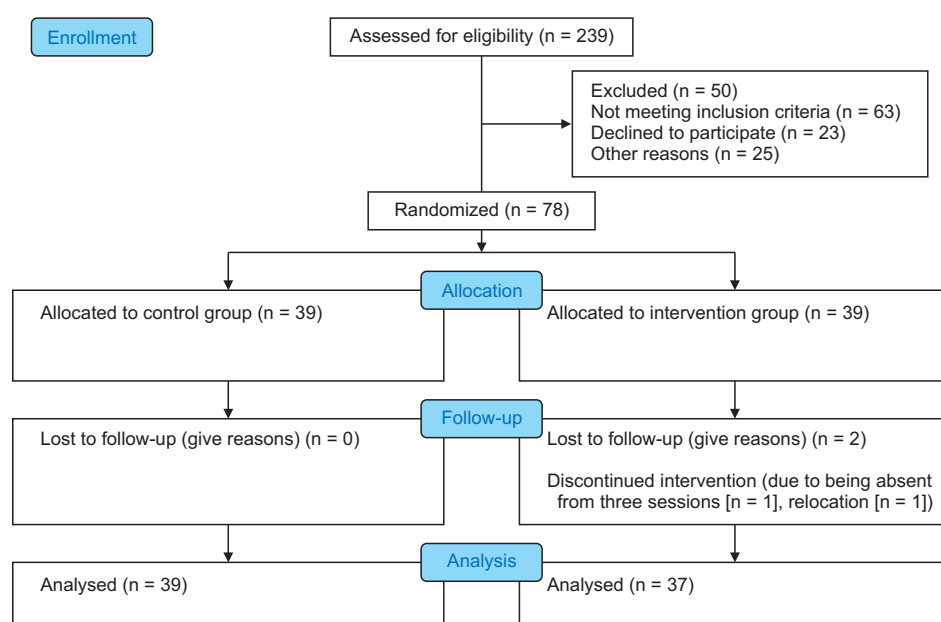 Enrollment
Assessed for eligibility (n = 239)
Excluded (n = 50)
Not meeting inclusion criteria (n = 63)
Declined to participate (n = 23)
Other reasons (n = 25)
Randomized (n = 78)
Allocation
Allocated to control group (n = 39)
Allocated to intervention group (n = 39)
Follow-up
Lost to follow-up (give reasons) (n = 0)
Lost to follow-up (give reasons) (n = 2)
Discontinued intervention (due to being absent
from three sessions [n = 1], relocation [n = 1])
Analysis
Analysed (n = 39)
Analysed (n = 37)